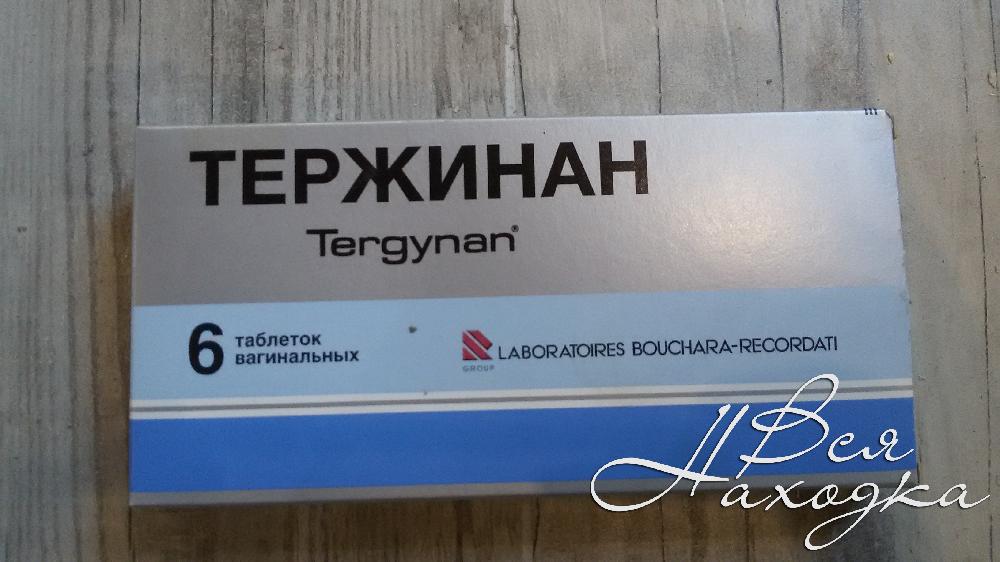 ТЕРЖИНАН
Tergynan®
6 таблеток
вагинальных
GROUP
LABORATOIRES BOUCHARA-RECORDATI
Вся
Находка